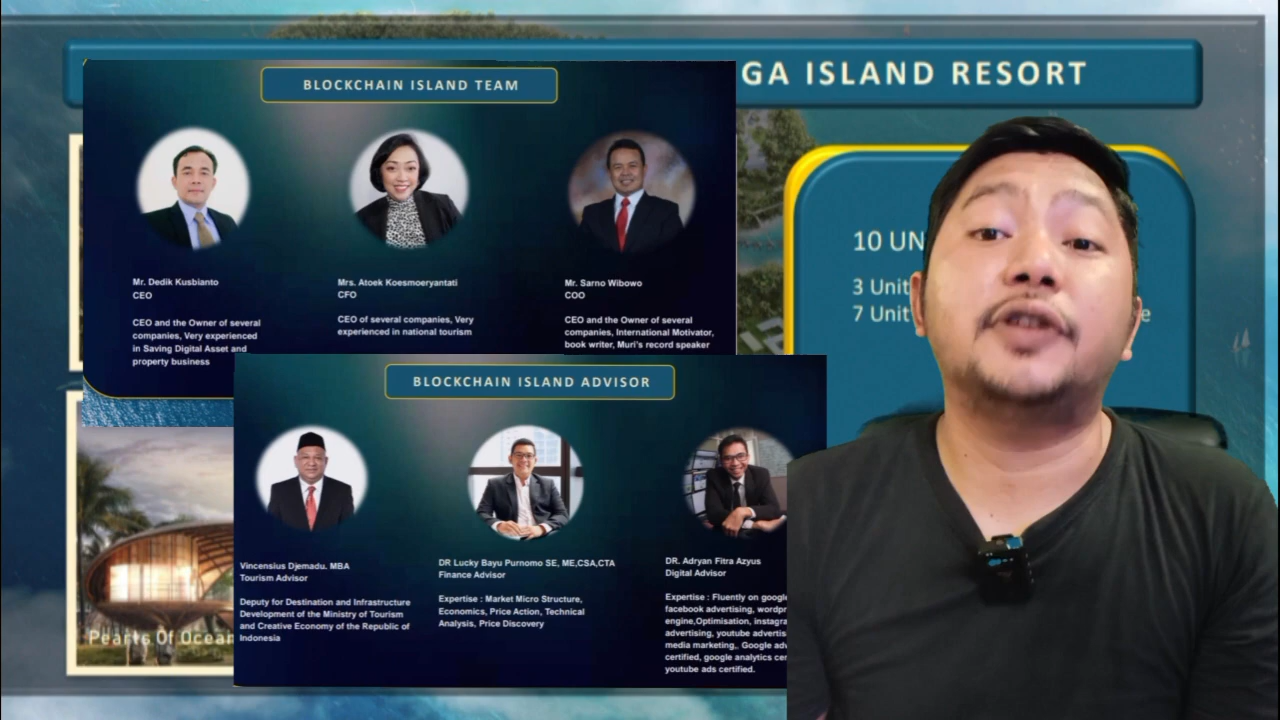 GA ISLAND RESORT
BLOCKCHAIN ISLAND TEAM
Mr. Dedik Kusbianto
CEO
CEO and the Owner of several
companies, Very experienced
in Saving Digital Asset and
property business
Mrs. Atoek Koesmoeryantati
CFO
CEO of several companies, Very
experienced in national tourism
Mr. Sarno Wibowo
COO
CEO and the Owner of several
companies, International Motivator,
book writer, Muri's record speaker
10 UN
3 Unit
7 Unit e
BLOCKCHAIN ISLAND ADVISOR
Vincensius Djemadu. MBA
Tourism Advisor
Deputy for Destination and Infrastructure
Development of the Ministry of Tourism
and Creative Economy of the Republic of
Indonesia
DR Lucky Bayu Purnomo SE, ME,CSA,CTA
Finance Advisor
Expertise : Market Micro Structure,
Economics, Price Action, Technical
Analysis, Price Discovery
DR. Adryan Fitra Azyus
Digital Advisor
Expertise : Fluently on google
facebook advertising, wordpr
engine,Optimisation, instagra
advertising, youtube advertis
media marketing,, Google adv
certified, google analytics cer
youtube ads certified.
Pearls Of Ocean